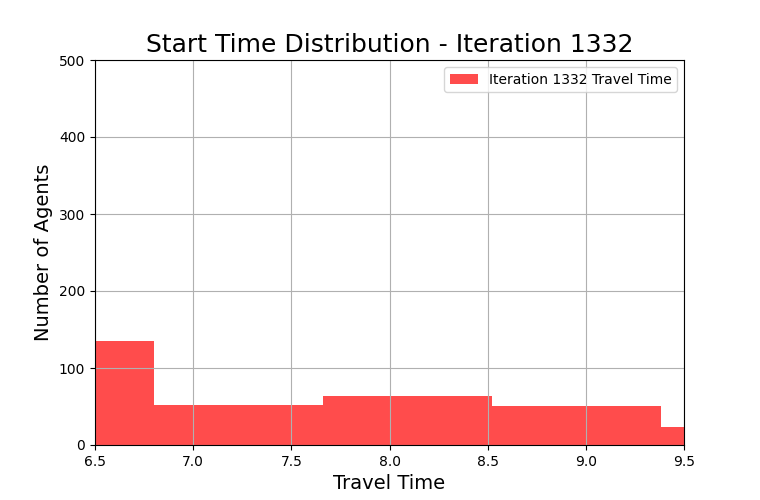 Start Time Distribution - Iteration 1332
Iteration 1332 Travel Time
Number of Agents
500
400
300
200
100
0
6.5 7.0 7.5 8.0 8.5 9.0 9.5
Travel Time